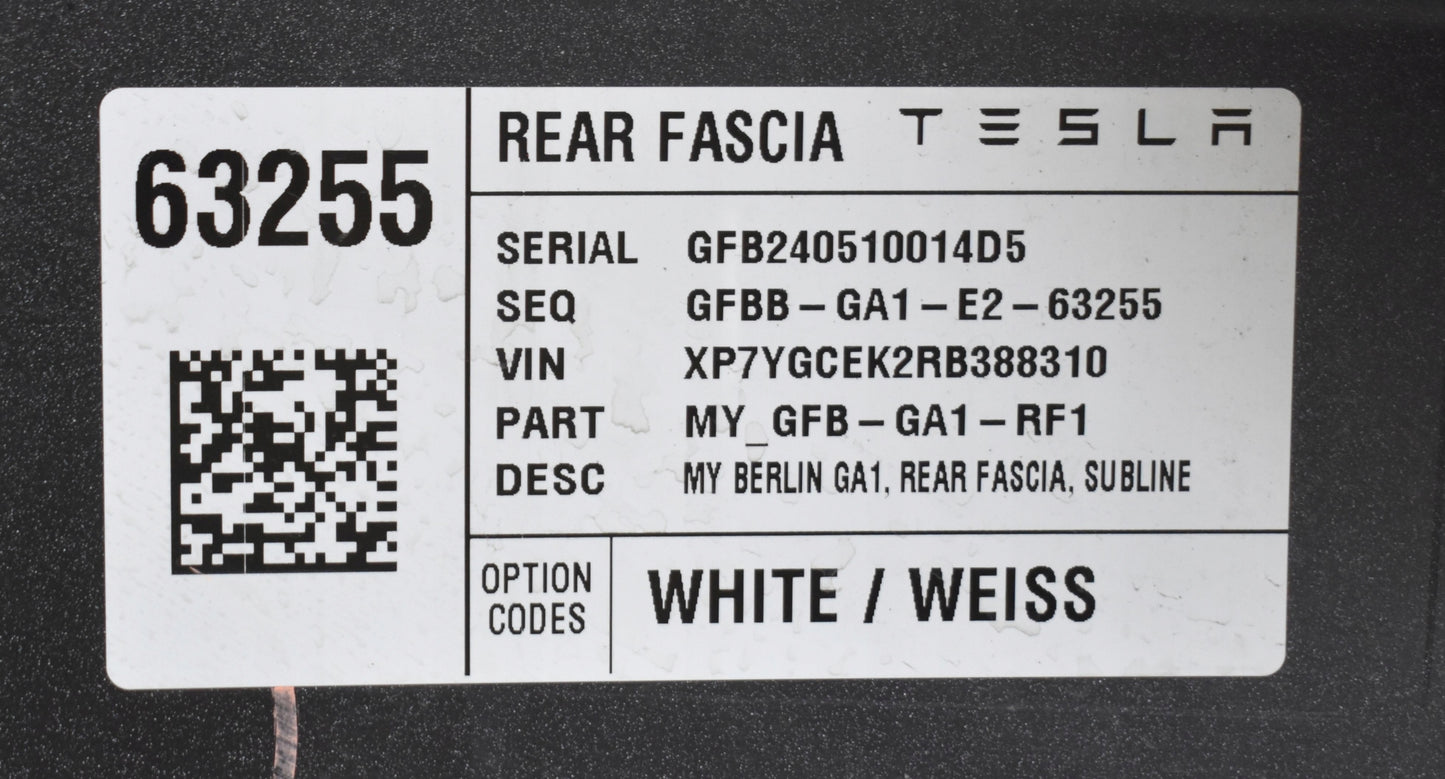 63255
REAR FASCIA TESLA
SERIAL GFB240510014D5
SEQ GFBB-GA1-E2-63255
VIN XP7YGCEK2RB388310
PART MY_GFB-GA1-RF1
DESC MY BERLIN GA1, REAR FASCIA, SUBLINE
OPTION
CODES
WHITE / WEISS